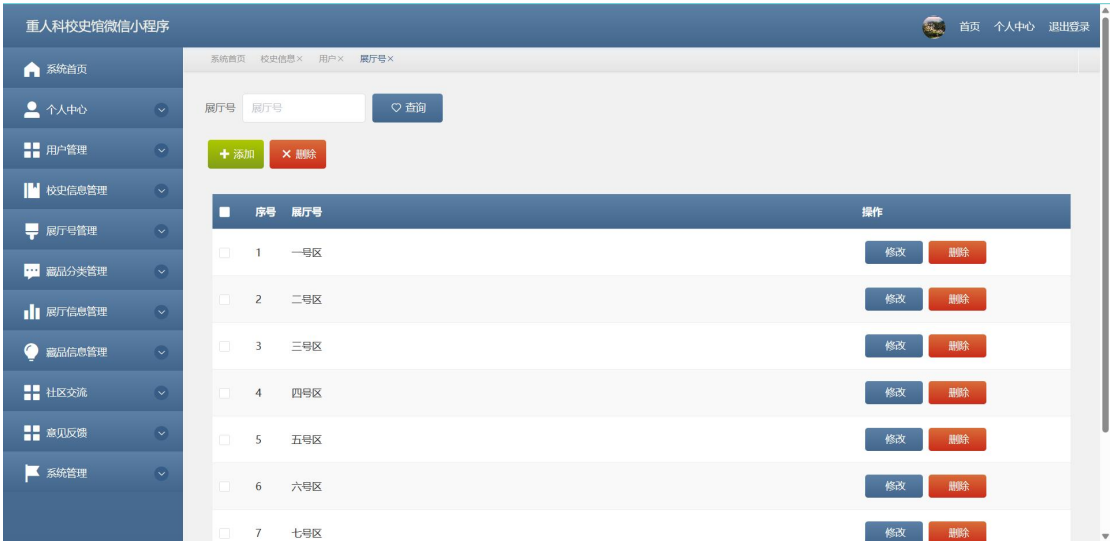 重人科校史馆微信小程序
首页 个人中心 退出登录
系统首页
个人中心
用户管理
校史信息管理
展厅号管理
藏品分类管理
展厅信息管理
藏品信息管理
社区交流
意见反馈
系统管理
系统首页 校史信息× 用户× 展厅号×
展厅号 展厅号 查询
添加 删除
序号 展厅号 操作
1 一号区 修改 删除
2 二号区 修改 删除
3 三号区 修改 删除
4 四号区 修改 删除
5 五号区 修改 删除
6 六号区 修改 删除
7 七号区 修改 删除